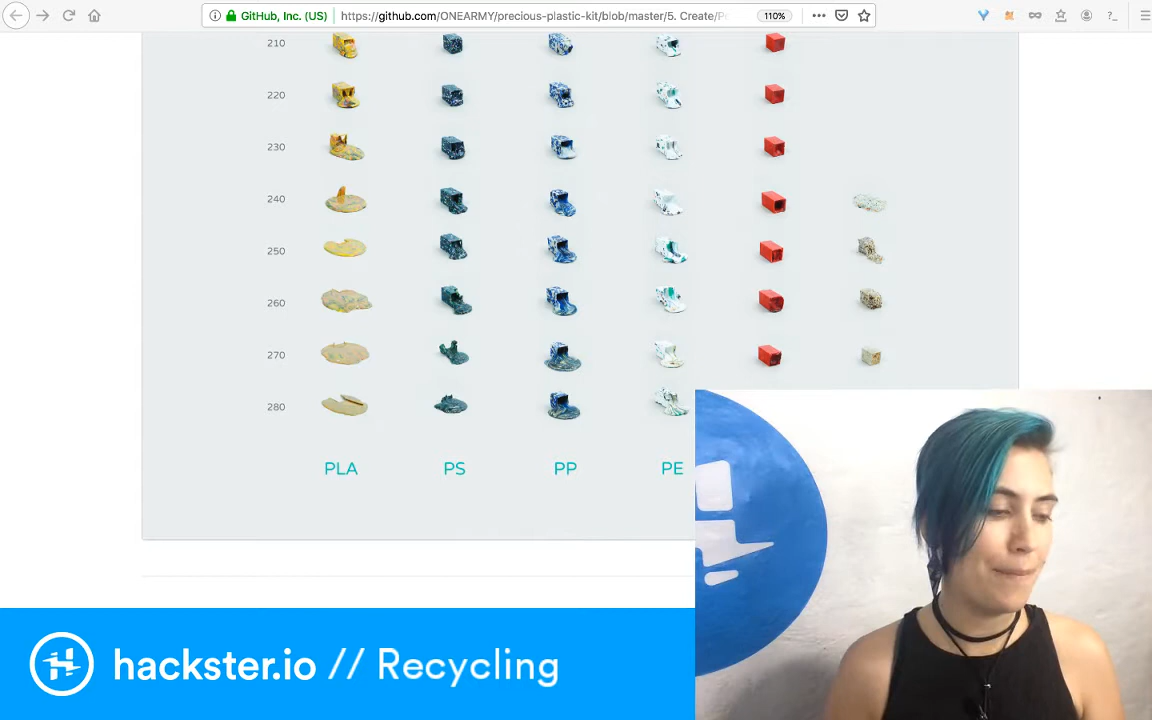 GitHub, Inc. (US)
https://github.com/ONEARMY/precious-plastic-kit/blob/master/5. Create/P
110%
210
220
230
240
250
260
270
280
PLA
PS
PP
PE
hackster.io // Recycling